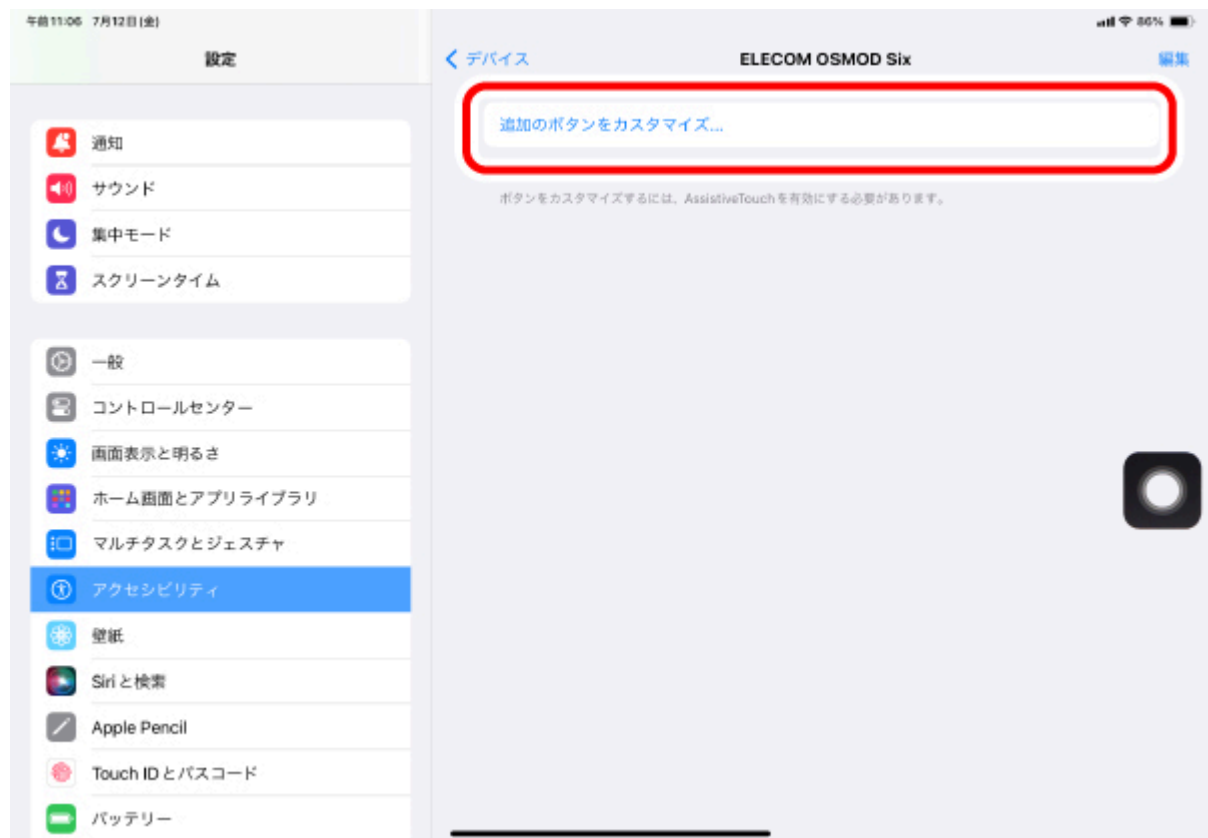 午前11:06 7月12日(金)
86%
設定
デバイス
ELECOM OSMOD Six
編集
追加のボタンをカスタマイズ...
ボタンをカスタマイズするには、AssistiveTouchを有効にする必要があります。
通知
サウンド
集中モード
スクリーンタイム
一般
コントロールセンター
画面表示と明るさ
ホーム画面とアプリライブラリ
マルチタスクとジェスチャ
アクセシビリティ
壁紙
Siriと検索
Apple Pencil
Touch IDとパスコード
バッテリー